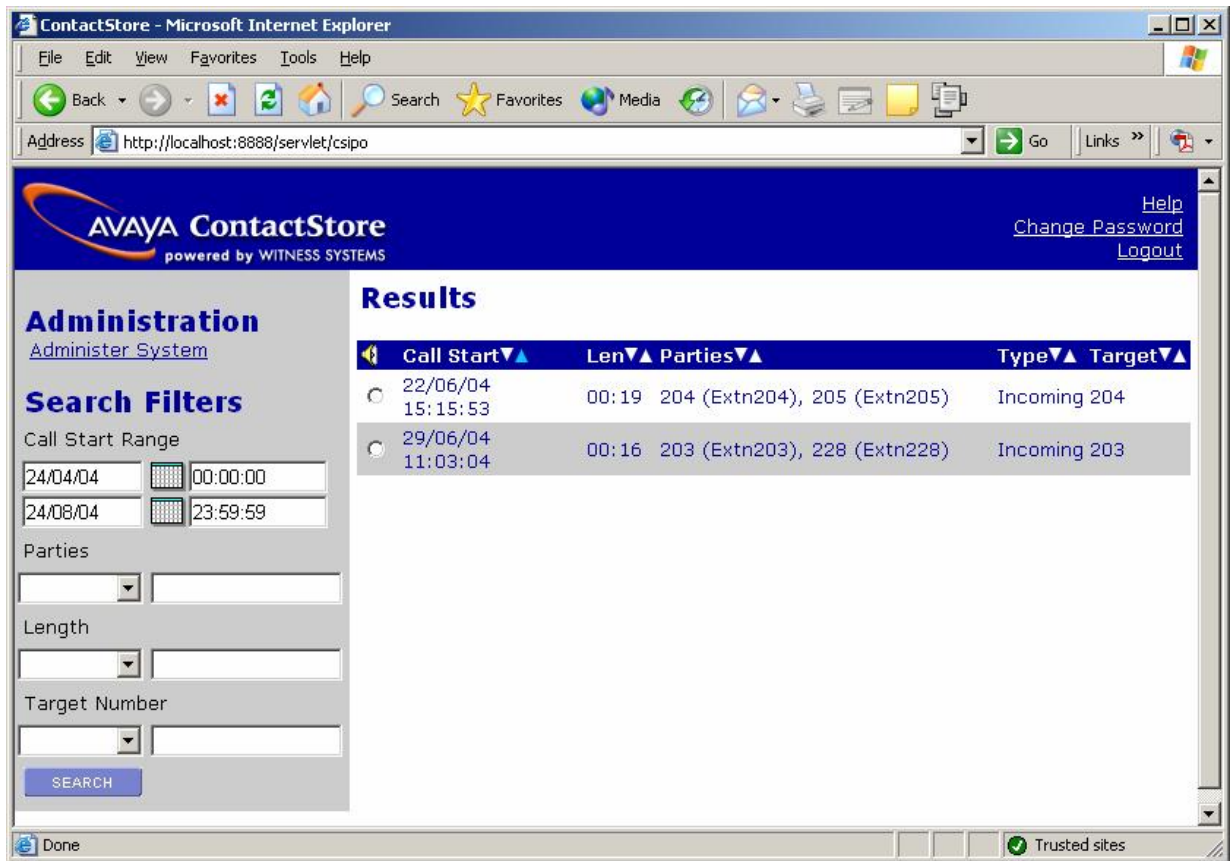 ContactStore - Microsoft Internet Explorer
File Edit View Favorites Tools Help
Back Search Favorites Media
Address http://localhost:8888/servlet/csipo Go Links »
AVAYA ContactStore
powered by WITNESS SYSTEMS
Help
Change Password
Logout
Administration
Administer System
Search Filters
Call Start Range
24/04/04 00:00:00
24/08/04 23:59:59
Parties
Length
Target Number
SEARCH
Results
Call Start▼▲ Len▼▲ Parties▼▲ Type▼▲ Target▼▲
22/06/04
15:15:53 00:19 204 (Extn204), 205 (Extn205) Incoming 204
29/06/04
11:03:04 00:16 203 (Extn203), 228 (Extn228) Incoming 203
Done Trusted sites